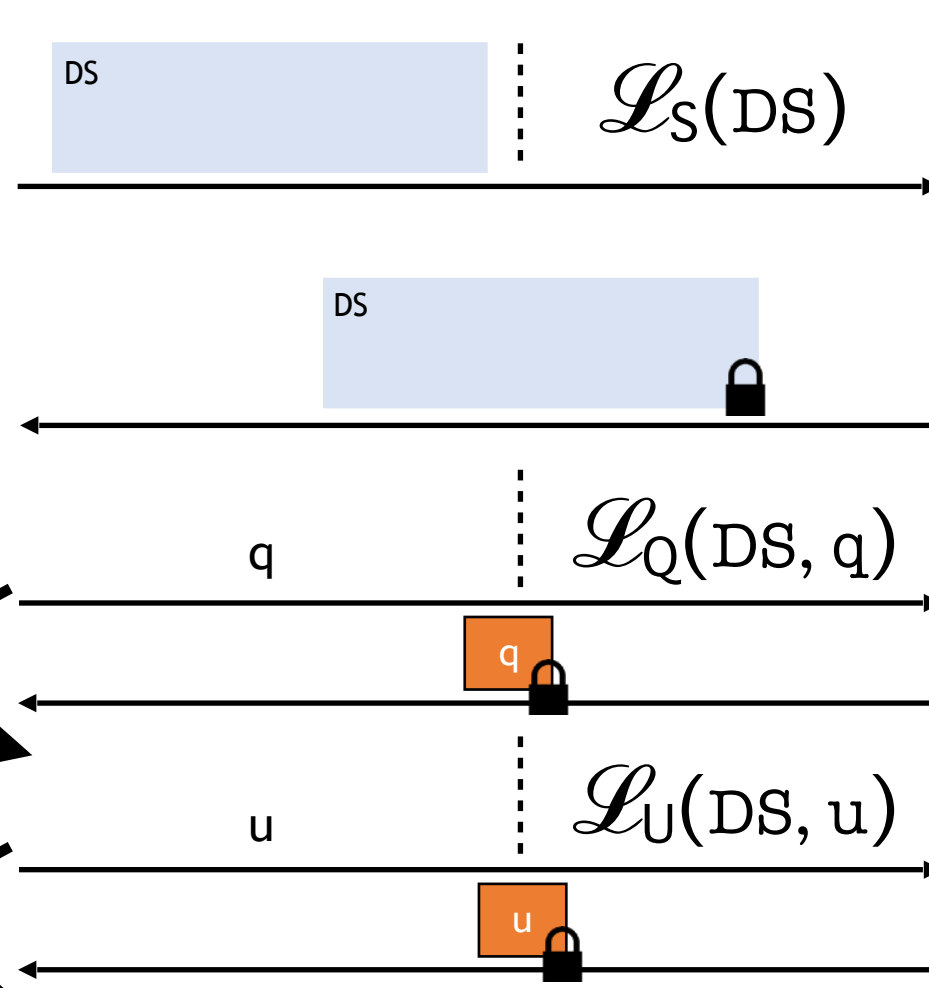 DS
ℒS(DS)
DS
q
ℒQ(DS, q)
q
u
ℒU(DS, u)
u